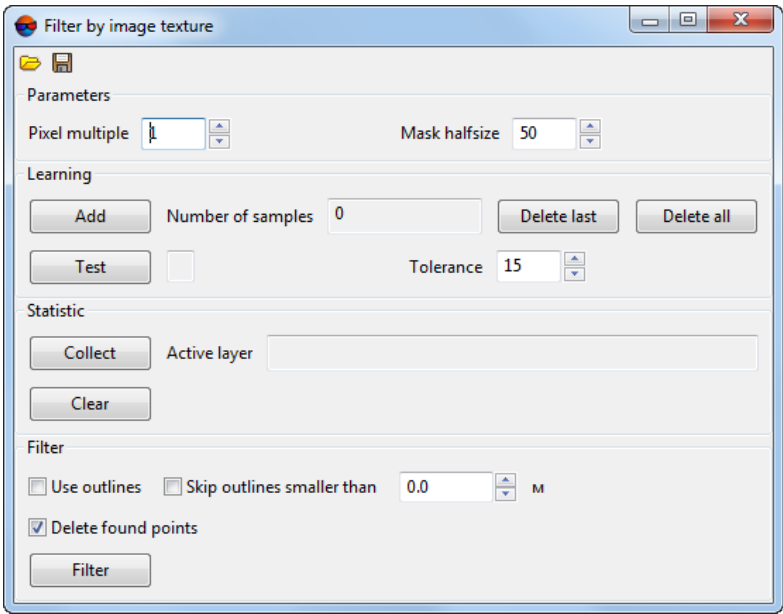 Filter by image texture
Parameters
Pixel multiple 1 Mask halfsize 50
Learning
Add Number of samples 0 Delete last Delete all
Test Tolerance 15
Statistic
Collect Active layer
Clear
Filter
Use outlines Skip outlines smaller than 0.0 м
Delete found points
Filter